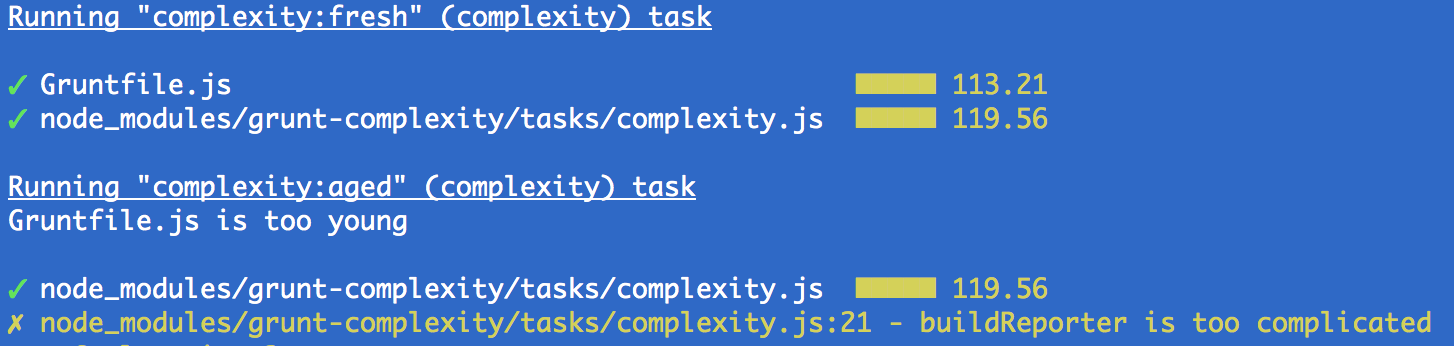 Running "complexity:fresh" (complexity) task
✓ Gruntfile.js 113.21
✓ node_modules/grunt-complexity/tasks/complexity.js 119.56
Running "complexity:aged" (complexity) task
Gruntfile.js is too young
✓ node_modules/grunt-complexity/tasks/complexity.js 119.56
✗ node_modules/grunt-complexity/tasks/complexity.js:21 - buildReporter is too complicated